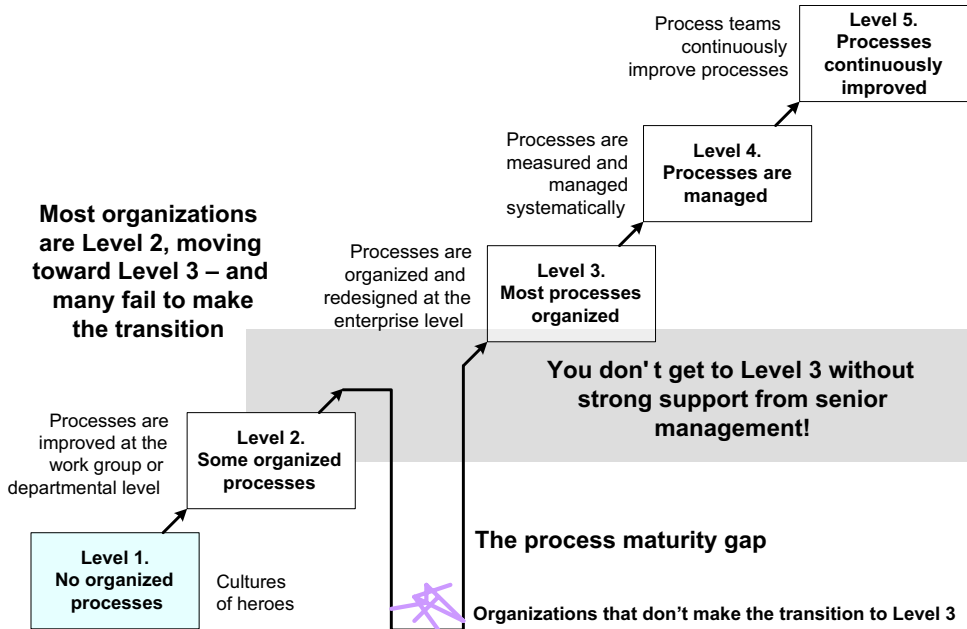 Process teams
continuously
improve processes
Level 5.
Processes
continuously
improved
Processes are
measured and
managed
systematically
Level 4.
Processes are
managed
Most organizations
are Level 2, moving
toward Level 3 – and
many fail to make
the transition
Processes are
organized and
redesigned at the
enterprise level
Level 3.
Most processes
organized
You don' t get to Level 3 without
strong support from senior
management!
Processes are
improved at the
work group or
departmental level
Level 2.
Some organized
processes
The process maturity gap
Level 1.
No organized
processes
Cultures
of heroes
Organizations that don’t make the transition to Level 3